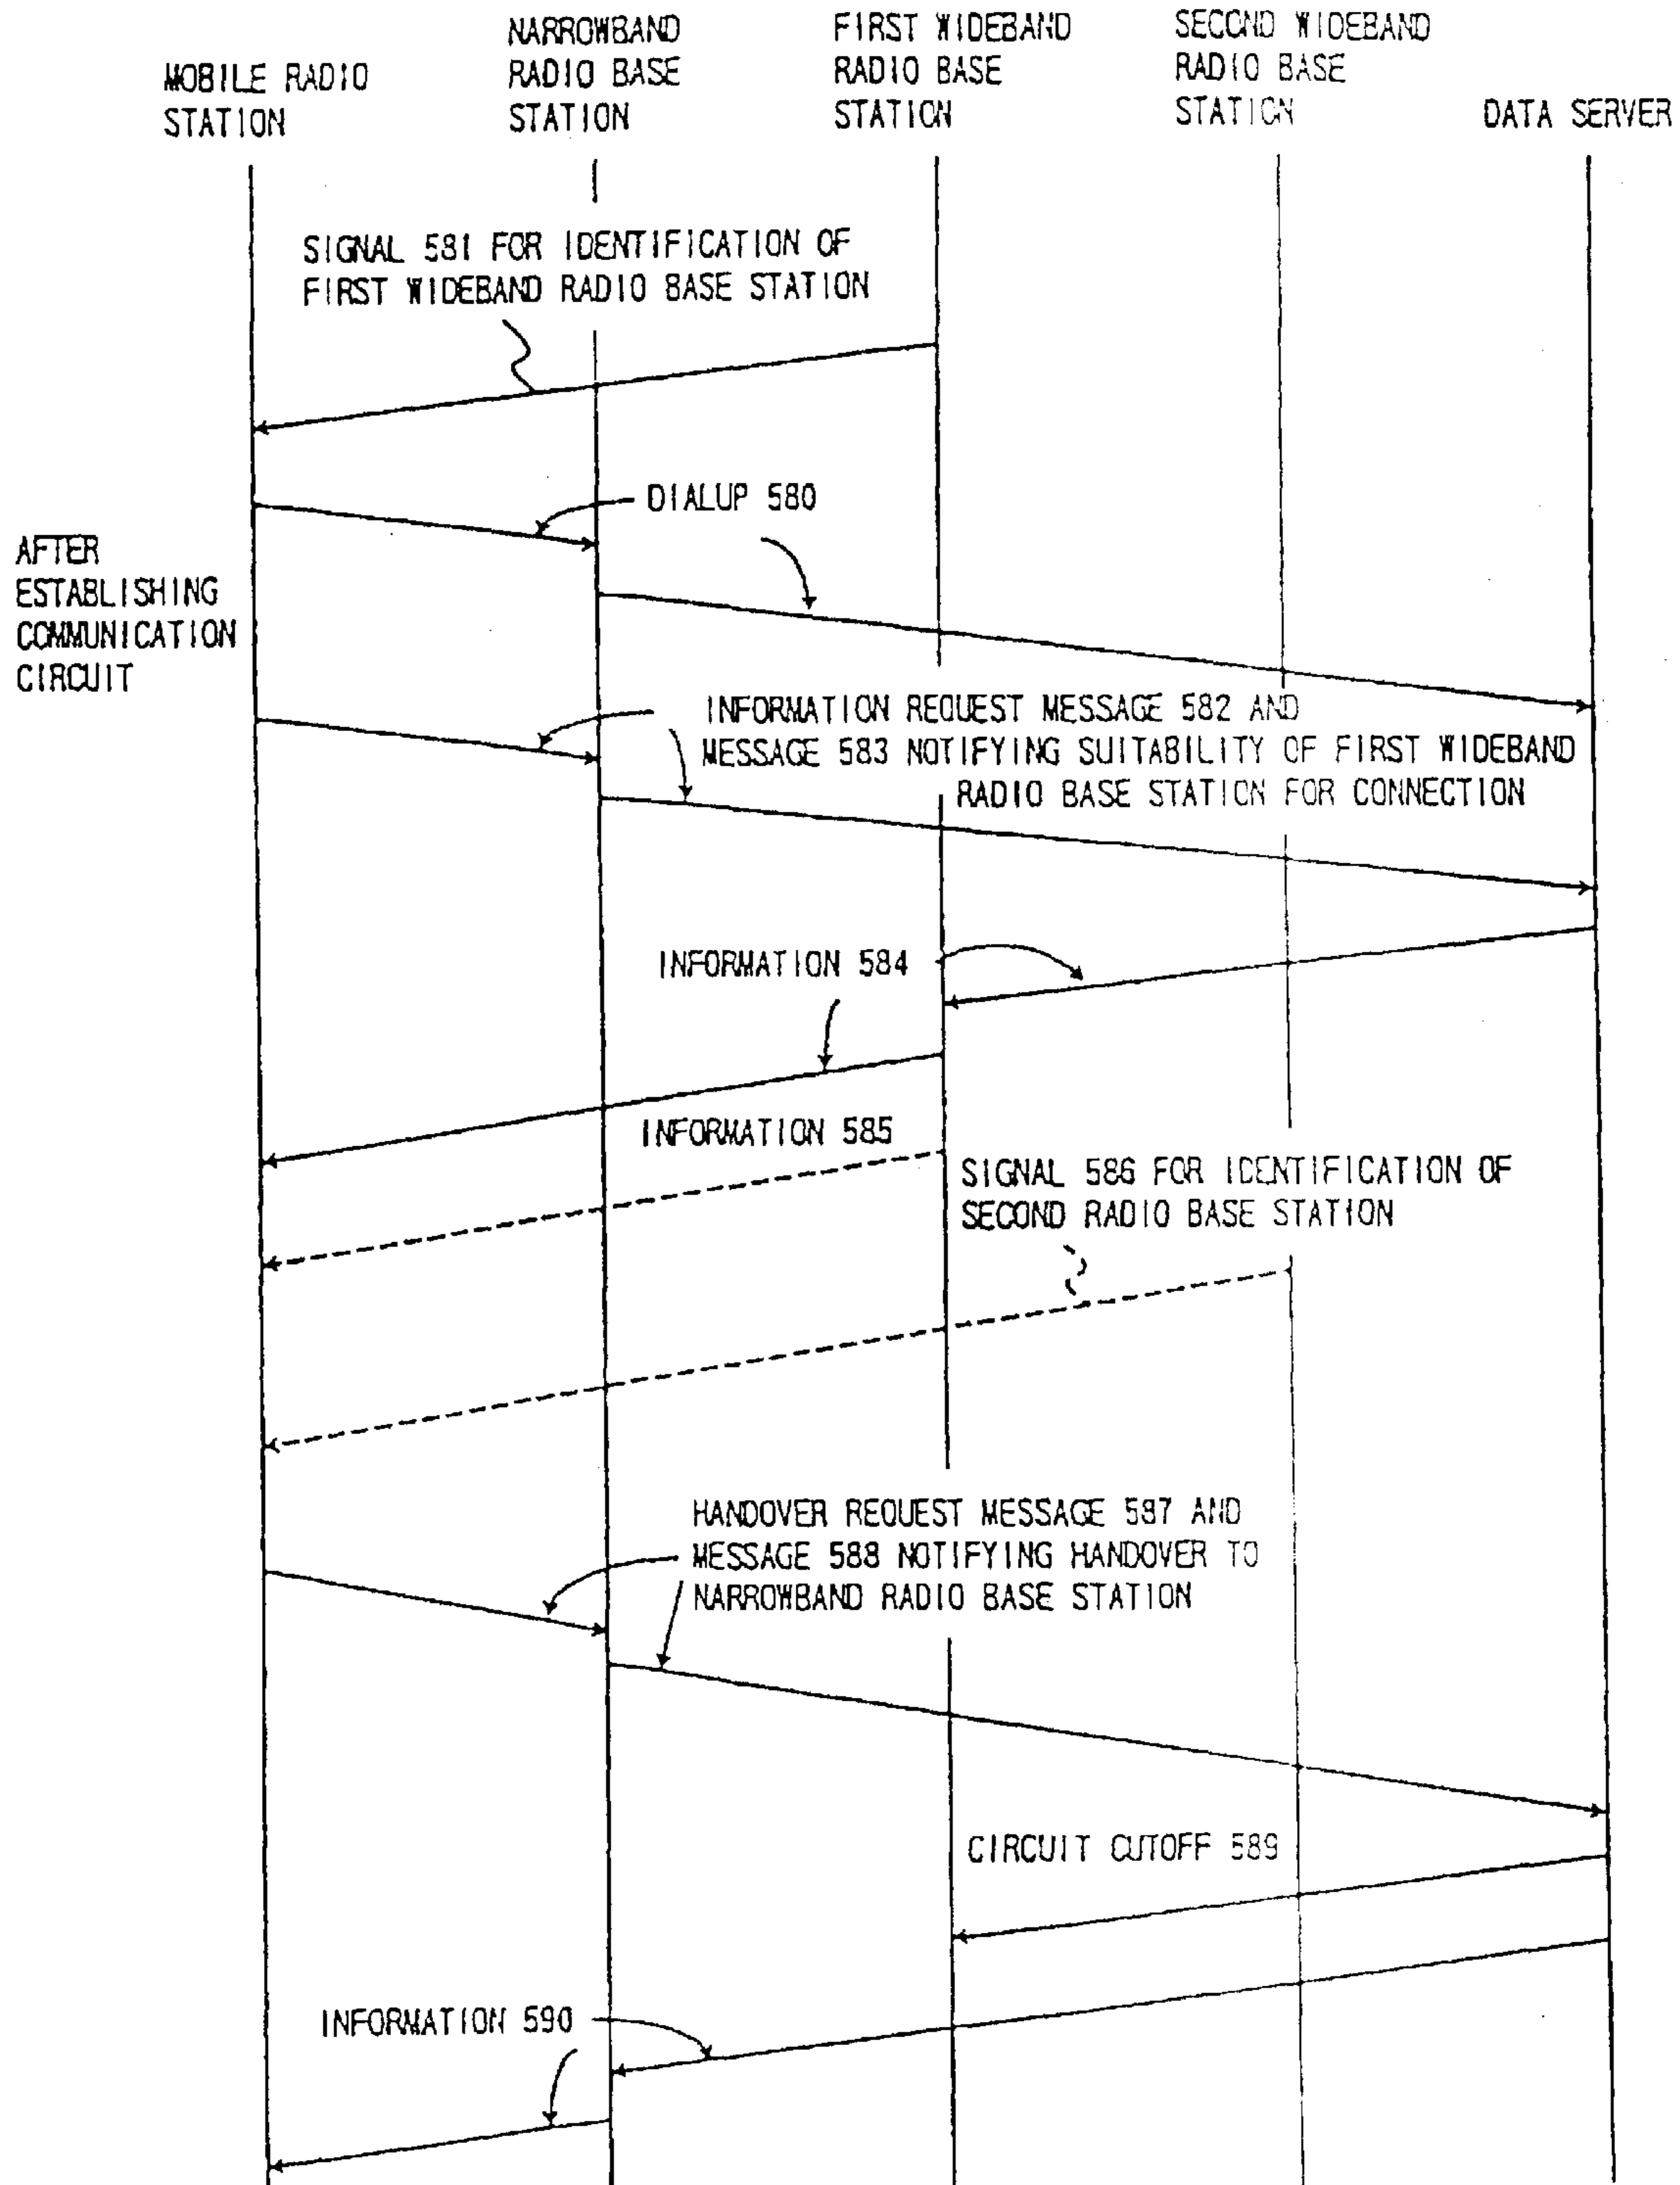 MOBILE RADIO
STATION
NARROWBAND
RADIO BASE
STATION
FIRST WIDEBAND
RADIO BASE
STATION
SECOND WIDEBAND
RADIO BASE
STATION
DATA SERVER
SIGNAL 581 FOR IDENTIFICATION OF
FIRST WIDEBAND RADIO BASE STATION
DIALUP 580
AFTER
ESTABLISHING
COMMUNICATION
CIRCUIT
INFORMATION REQUEST MESSAGE 582 AND
MESSAGE 583 NOTIFYING SUITABILITY OF FIRST WIDEBAND
RADIO BASE STATION FOR CONNECTION
INFORMATION 584
INFORMATION 585
SIGNAL 586 FOR IDENTIFICATION OF
SECOND RADIO BASE STATION
HANDOVER REQUEST MESSAGE 587 AND
MESSAGE 588 NOTIFYING HANDOVER TO
NARROWBAND RADIO BASE STATION
CIRCUIT CUTOFF 589
INFORMATION 590